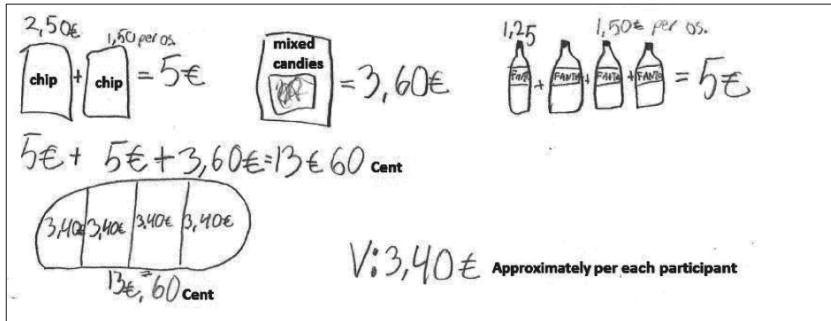 2,50€ 1,50 per os.
chip + chip = 5€
mixed candies = 3,60€
1,25 1,50€ per os.
FANTA + FANTA + FANTA + FANTA = 5€
5€ + 5€ + 3,60€ = 13€ 60 Cent
3,40€ 3,40€ 3,40€ 3,40€
13€, 60 Cent
V: 3,40€ Approximately per each participant